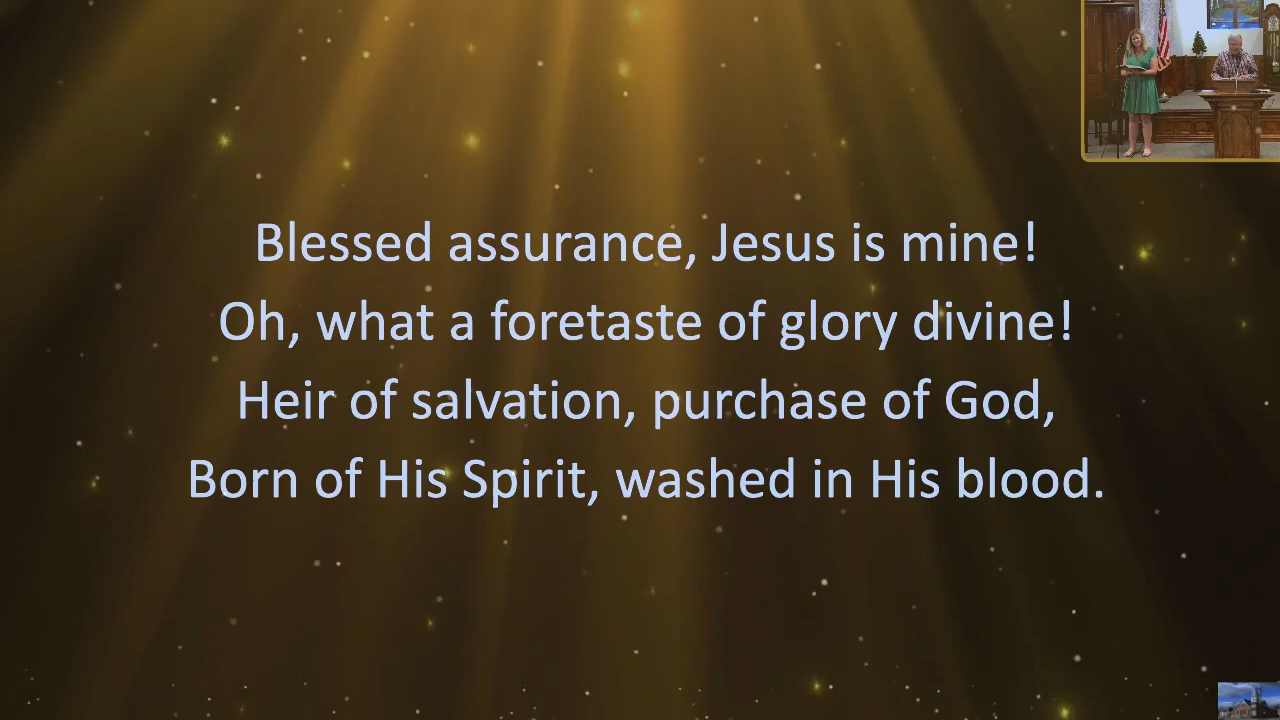 Blessed assurance, Jesus is mine!
Oh, what a foretaste of glory divine!
Heir of salvation, purchase of God,
Born of His Spirit, washed in His blood.